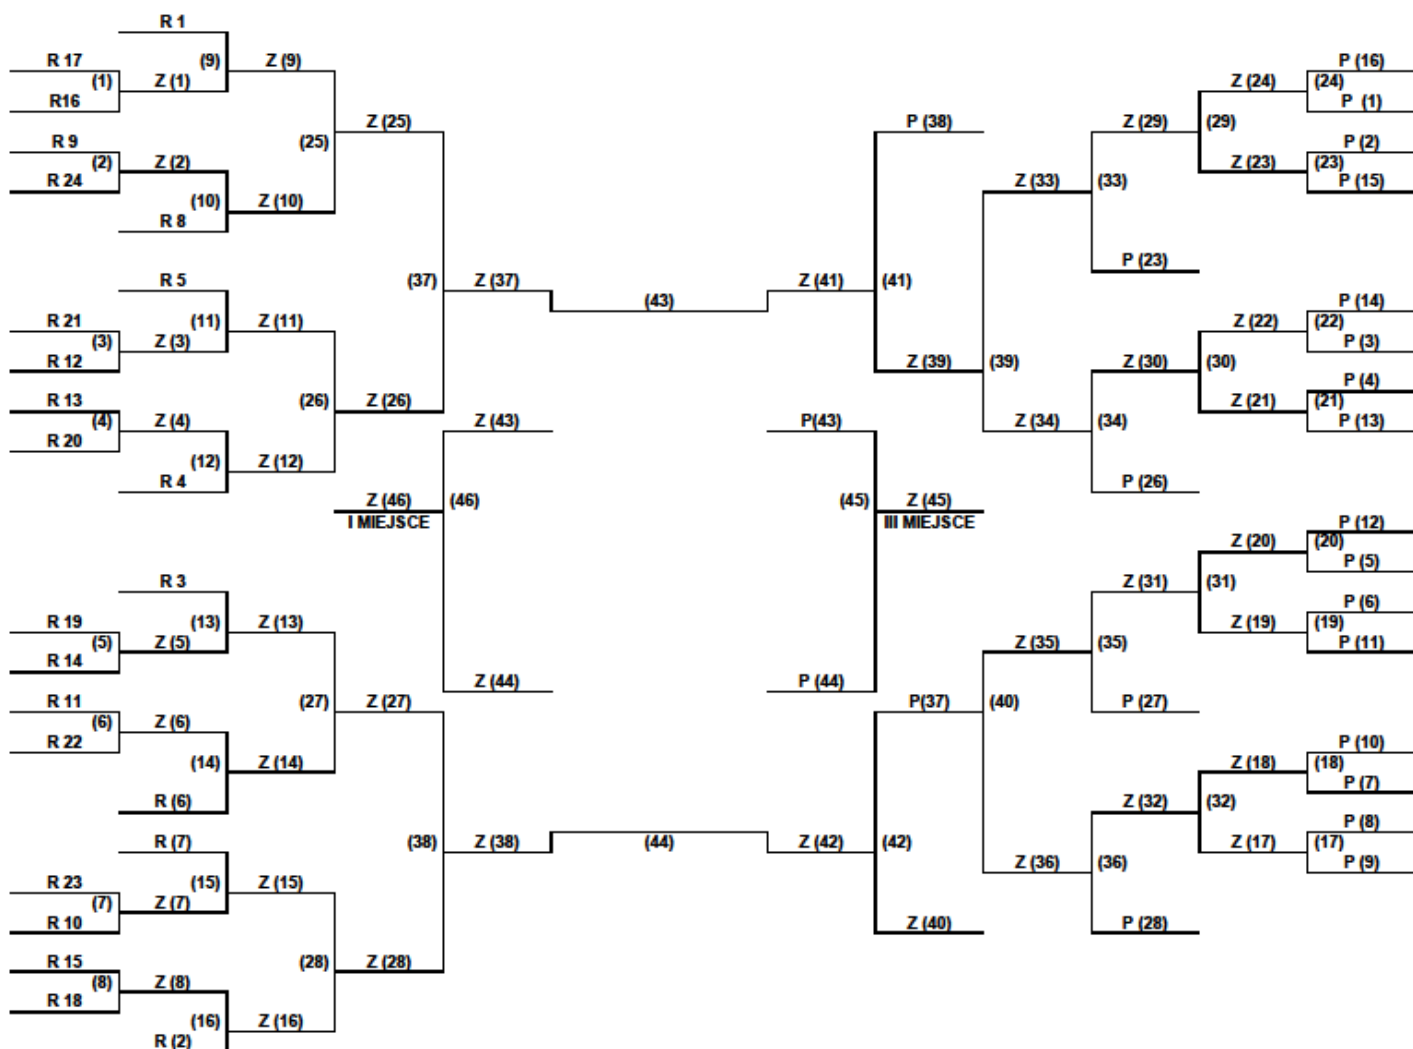 R 1
R 17
(9)
Z (9)
P (16)
(1)
Z (1)
Z (24)
(24)
R16
P (1)
Z (25)
P (38)
Z (29)
(29)
R 9
(25)
P (2)
(2)
Z (2)
Z (23)
(23)
R 24
Z (33)
(33)
P (15)
(10)
Z (10)
R 8
P (23)
R 5
(37)
Z (37)
Z (41)
(41)
(43)
P (14)
R 21
(11)
Z (11)
Z (22)
(22)
(3)
Z (3)
P (3)
R 12
Z (39)
(39)
Z (30)
(30)
P (4)
R 13
(26)
Z (26)
Z (21)
(21)
(4)
Z (4)
Z (43)
P(43)
Z (34)
(34)
P (13)
R 20
(12)
Z (12)
R 4
P (26)
Z (46)
(46)
(45)
Z (45)
I MIEJSCE
III MIEJSCE
P (12)
Z (20)
(20)
P (5)
R 3
Z (31)
(31)
P (6)
R 19
(13)
Z (13)
Z (19)
(19)
(5)
Z (5)
Z (35)
(35)
P (11)
R 14
Z (44)
P (44)
R 11
(27)
Z (27)
P(37)
(40)
P (27)
(6)
Z (6)
R 22
P (10)
(14)
Z (14)
Z (18)
(18)
P (7)
R (6)
Z (32)
(32)
P (8)
R (7)
(38)
Z (38)
(44)
Z (42)
(42)
Z (17)
(17)
R 23
(15)
Z (15)
Z (36)
(36)
P (9)
(7)
Z (7)
R 10
Z (40)
P (28)
R 15
(28)
Z (28)
(8)
Z (8)
R 18
(16)
Z (16)
R (2)